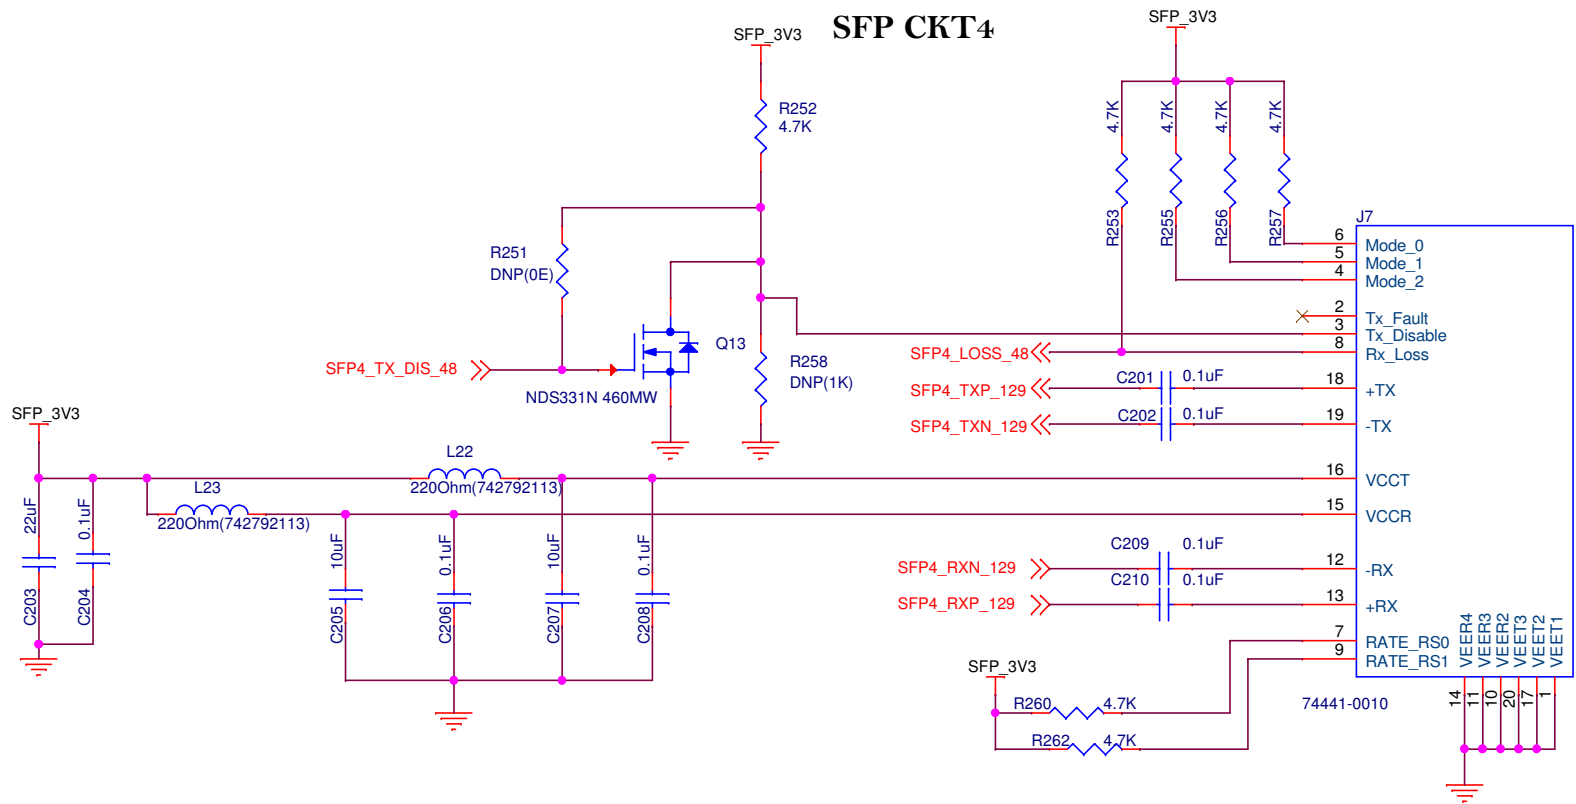 SFP CKT4
SFP_3V3
SFP_3V3
R252
4.7K
4.7K
4.7K
4.7K
4.7K
R253
R255
R256
R257
R251
DNP(0E)
J7
6
Mode_0
5
Mode_1
4
Mode_2
2
Tx_Fault
3
Tx_Disable
8
Rx_Loss
Q13
R258
DNP(1K)
SFP4_TX_DIS_48
NDS331N 460MW
SFP4_LOSS_48
SFP4_TXP_129
C201
0.1uF
18
+TX
SFP4_TXN_129
C202
0.1uF
19
-TX
SFP_3V3
L22
220Ohm(742792113)
16
VCCT
L23
220Ohm(742792113)
15
VCCR
22uF
0.1uF
10uF
0.1uF
10uF
0.1uF
C203
C204
C205
C206
C207
C208
SFP4_RXN_129
C209
0.1uF
12
-RX
SFP4_RXP_129
C210
0.1uF
13
+RX
7
RATE_RS0
9
RATE_RS1
VEER4
VEER3
VEER2
VEET3
VEET2
VEET1
14
11
10
20
17
1
SFP_3V3
R260
4.7K
R262
4.7K
74441-0010